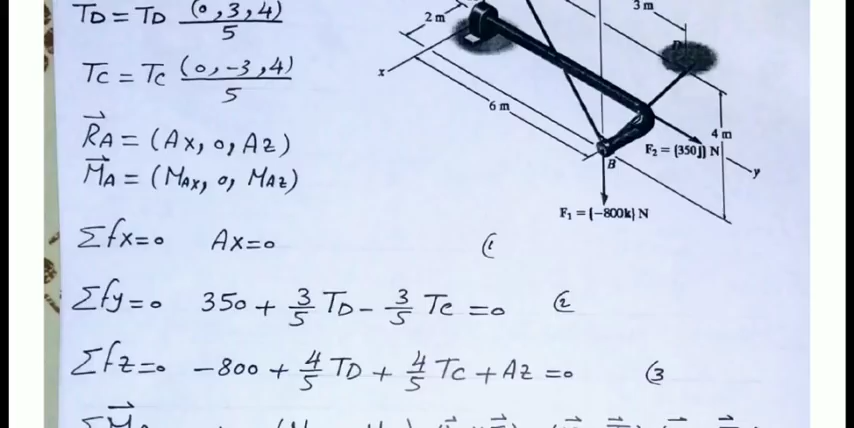 TD = TD (0,3,4)/5
2 m
3 m
TC = TC (0,-3,4)/5
x
6 m
4 m
R⃗A = (Ax, 0, Az)
F₂ = {350j} N
B
y
M⃗A = (MAx, 0, MAz)
F₁ = {-800k} N
Σfx=0 Ax=0 (1
Σfy=0 350 + 3/5 TD - 3/5 Tc =0 (2
Σfz=0 -800 + 4/5 TD + 4/5 TC + Az =0 (3